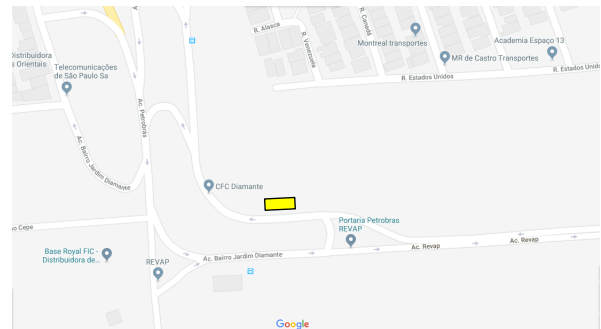 R. Alasca
R. Venezuela
R. Canadá
Montreal transportes
Academia Espaço 13
MR de Castro Transportes
R. Estados Unidos
R. Estados Unidos
Distribuidora
s Orientais
Telecomunicações
de São Paulo Sa
Ac. Petrobras
A
Ac. Bairro Jardim Diamante
CFC Diamante
Portaria Petrobras
REVAP
o Cepe
Ac. Revap
Ac. Revap
Base Royal FIC -
Distribuidora de...
REVAP
Ac. Bairro Jardim Diamante
Google